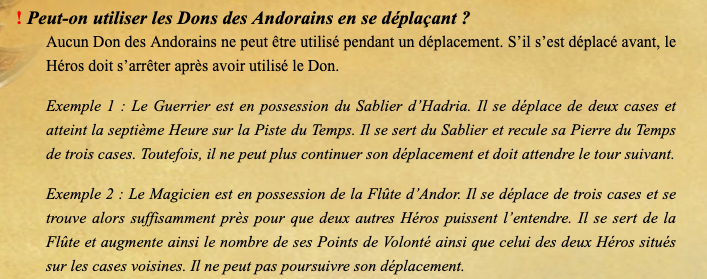 ! Peut-on utiliser les Dons des Andorains en se déplaçant ?
Aucun Don des Andorains ne peut être utilisé pendant un déplacement. S’il s’est déplacé avant, le
Héros doit s’arrêter après avoir utilisé le Don.
Exemple 1 : Le Guerrier est en possession du Sablier d’Hadria. Il se déplace de deux cases et
atteint la septième Heure sur la Piste du Temps. Il se sert du Sablier et recule sa Pierre du Temps
de trois cases. Toutefois, il ne peut plus continuer son déplacement et doit attendre le tour suivant.
Exemple 2 : Le Magicien est en possession de la Flûte d’Andor. Il se déplace de trois cases et se
trouve alors suffisamment près pour que deux autres Héros puissent l’entendre. Il se sert de la
Flûte et augmente ainsi le nombre de ses Points de Volonté ainsi que celui des deux Héros situés
sur les cases voisines. Il ne peut pas poursuivre son déplacement.